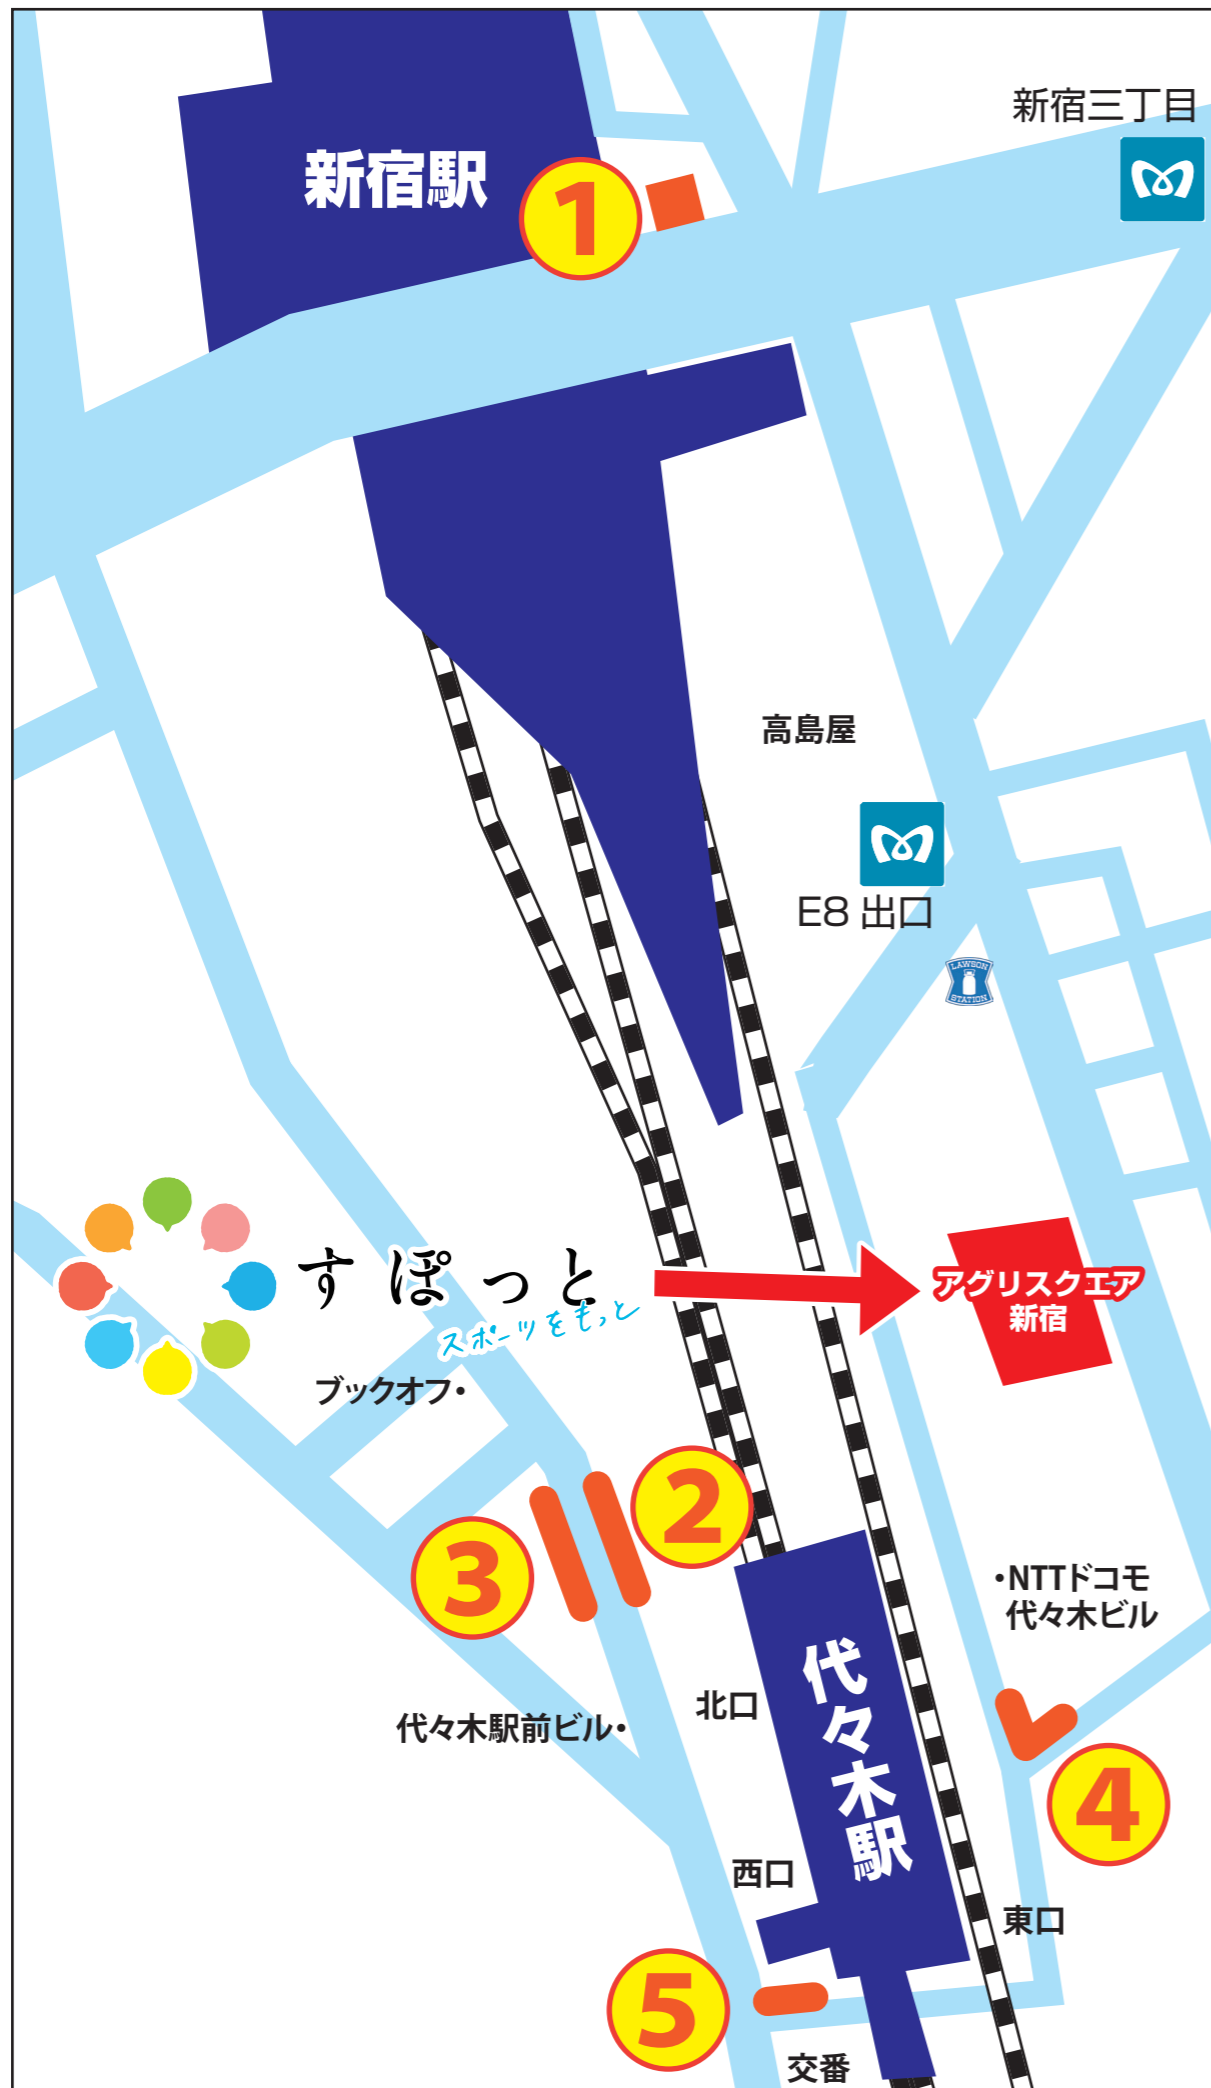 新宿三丁目
新宿駅
1
高島屋
E8 出口
LAWSON
STATION
すぽっと
スポーツをもっと
アグリスクエア
新宿
ブックオフ・
2
3
・NTTドコモ
代々木ビル
代々木駅
北口
代々木駅前ビル・
4
西口
東口
5
交番